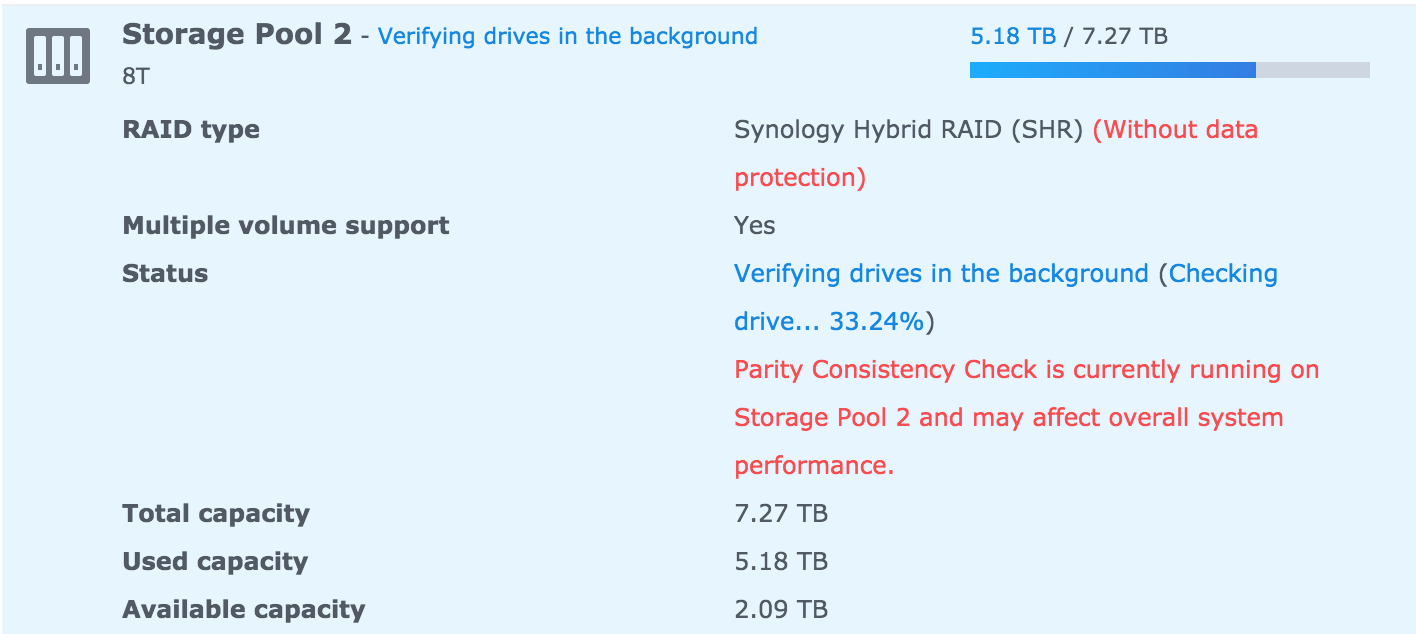 Storage Pool 2 - Verifying drives in the background
5.18 TB / 7.27 TB
8T
RAID type
Synology Hybrid RAID (SHR) (Without data
protection)
Multiple volume support
Yes
Status
Verifying drives in the background (Checking
drive... 33.24%)
Parity Consistency Check is currently running on
Storage Pool 2 and may affect overall system
performance.
Total capacity
7.27 TB
Used capacity
5.18 TB
Available capacity
2.09 TB